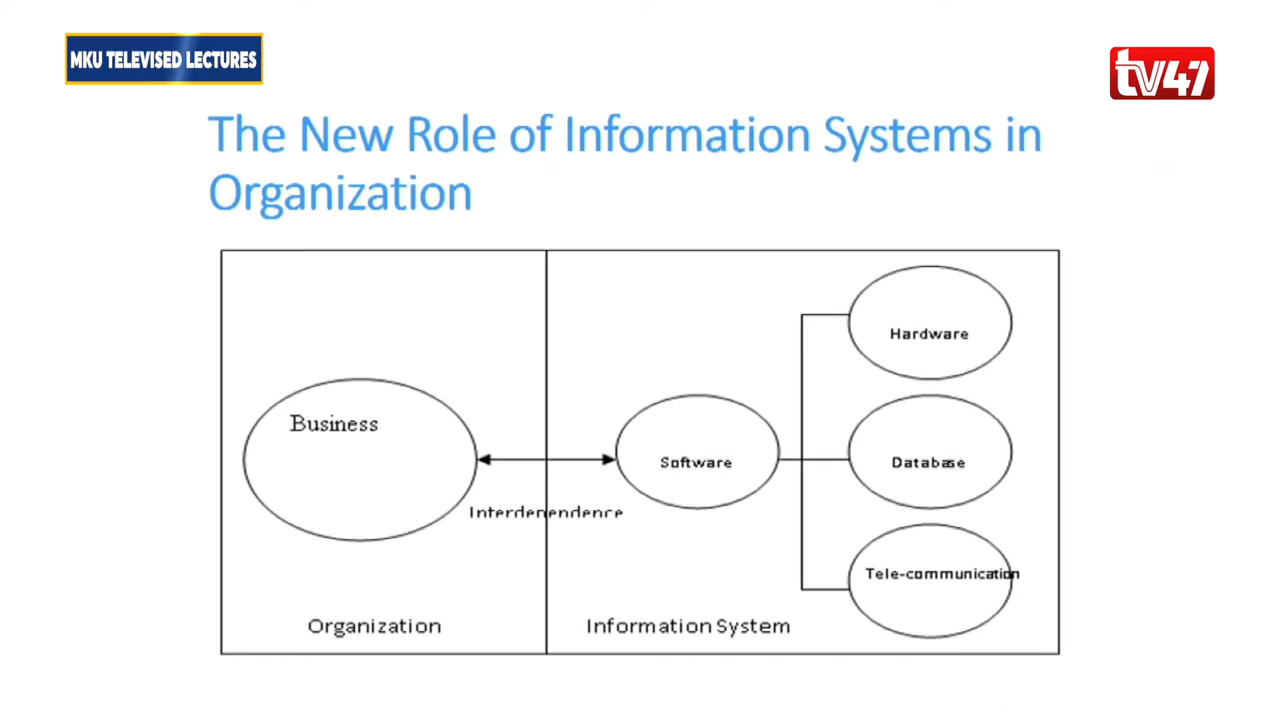 MKU TELEVISED LECTURES
tv47
The New Role of Information Systems in
Organization
Hardware
Business
Software
Database
Interdependence
Tele-communication
Organization
Information System